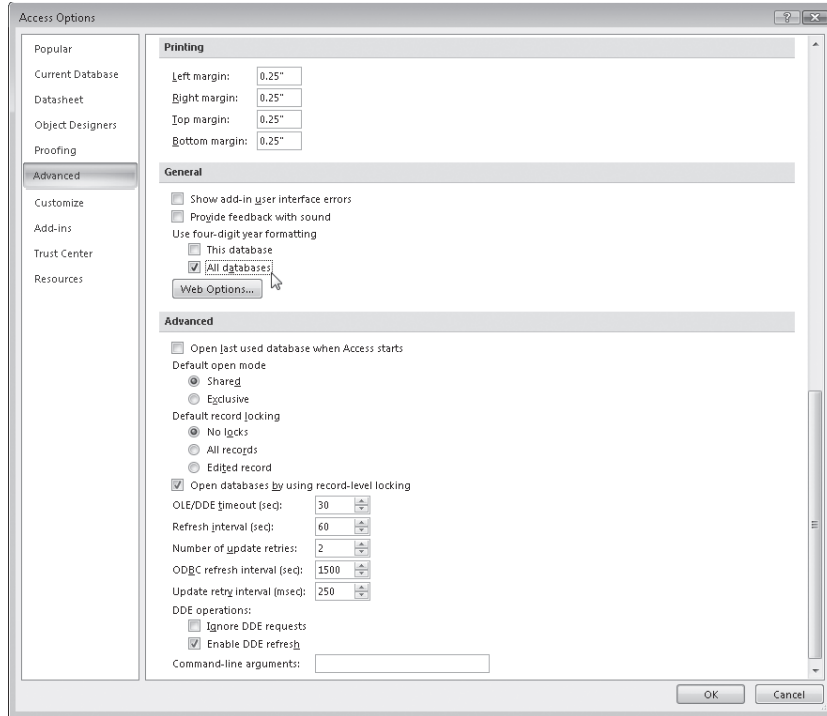 Access Options
Popular
Current Database
Datasheet
Object Designers
Proofing
Advanced
Customize
Add-ins
Trust Center
Resources
Printing
Left margin: 0.25"
Right margin: 0.25"
Top margin: 0.25"
Bottom margin: 0.25"
General
Show add-in user interface errors
Provide feedback with sound
Use four-digit year formatting
This database
All databases
Web Options...
Advanced
Open last used database when Access starts
Default open mode
Shared
Exclusive
Default record locking
No locks
All records
Edited record
Open databases by using record-level locking
OLE/DDE timeout (sec): 30
Refresh interval (sec): 60
Number of update retries: 2
ODBC refresh interval (sec): 1500
Update retry interval (msec): 250
DDE operations:
Ignore DDE requests
Enable DDE refresh
Command-line arguments:
OK Cancel